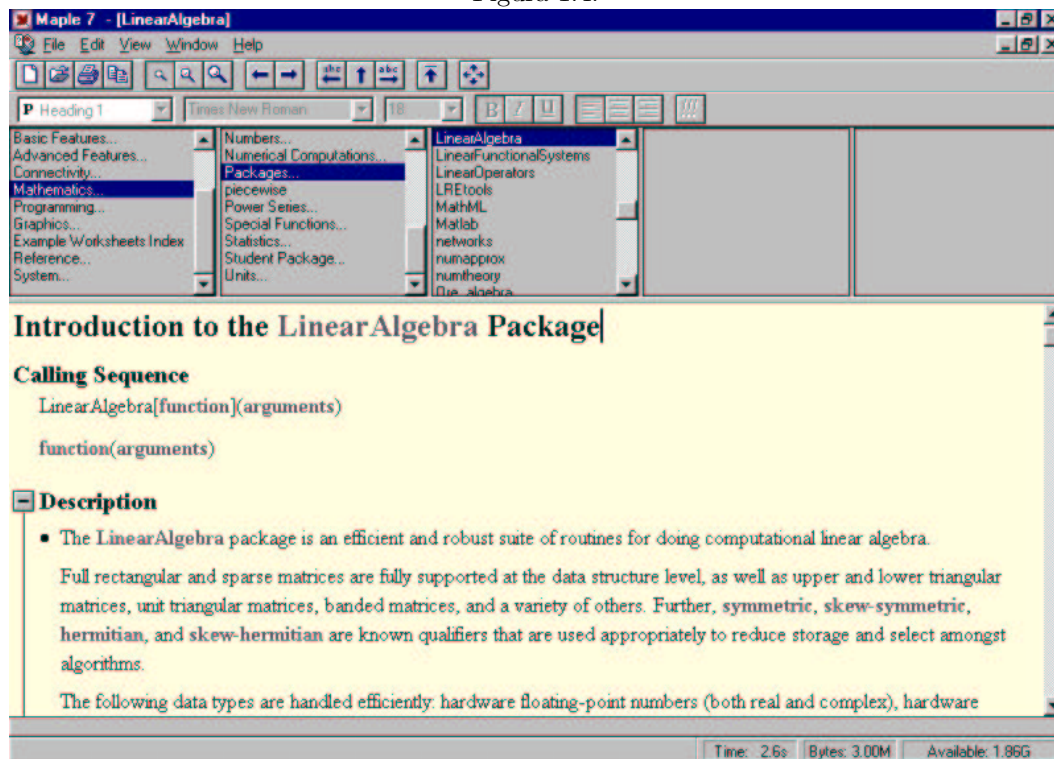 Maple 7 - [LinearAlgebra]
File Edit View Window Help
P Heading 1 Times New Roman 18 B I U
Basic Features...
Advanced Features...
Connectivity...
Mathematics...
Programming...
Graphics...
Example Worksheets Index
Reference...
System...
Numbers...
Numerical Computations...
Packages...
piecewise
Power Series...
Special Functions...
Statistics...
Student Package...
Units...
LinearAlgebra
LinearFunctionalSystems
LinearOperators
LREtools
MathML
Matlab
networks
numapprox
numtheory
Ore_algebra
Introduction to the LinearAlgebra Package
Calling Sequence
LinearAlgebra[function](arguments)
function(arguments)
Description
• The LinearAlgebra package is an efficient and robust suite of routines for doing computational linear algebra.
Full rectangular and sparse matrices are fully supported at the data structure level, as well as upper and lower triangular
matrices, unit triangular matrices, banded matrices, and a variety of others. Further, symmetric, skew-symmetric,
hermitian, and skew-hermitian are known qualifiers that are used appropriately to reduce storage and select amongst
algorithms.
The following data types are handled efficiently: hardware floating-point numbers (both real and complex), hardware
Time: 2.6s Bytes: 3.00M Available: 1.86G